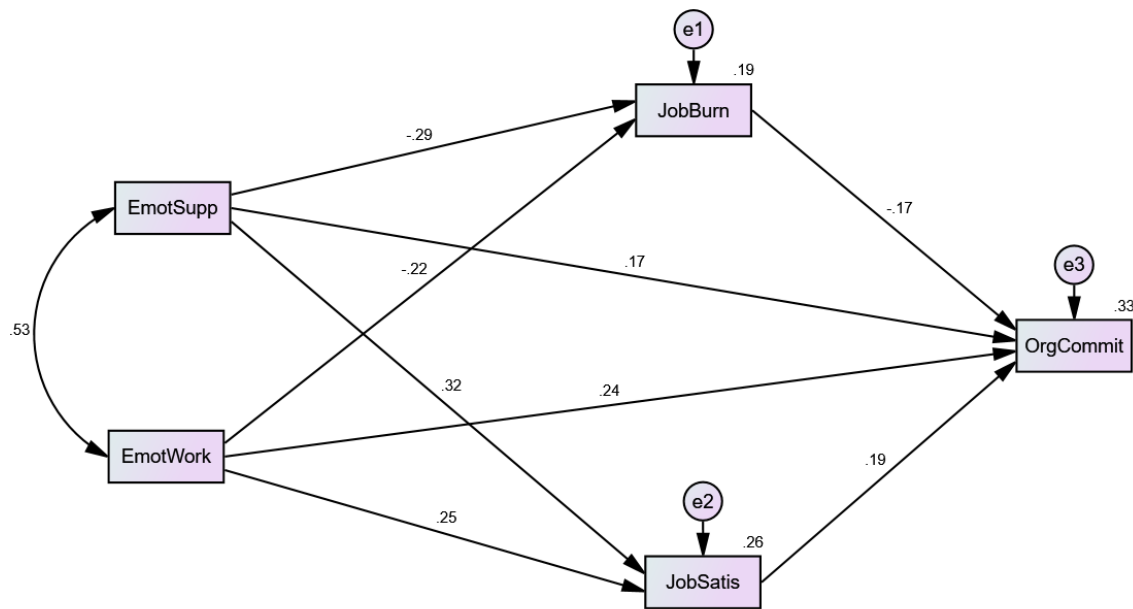 e1
.19
JobBurn
-.29
EmotSupp
-.17
-.22
.17
e3
.33
.53
OrgCommit
.32
.24
EmotWork
.19
e2
.25
.26
JobSatis